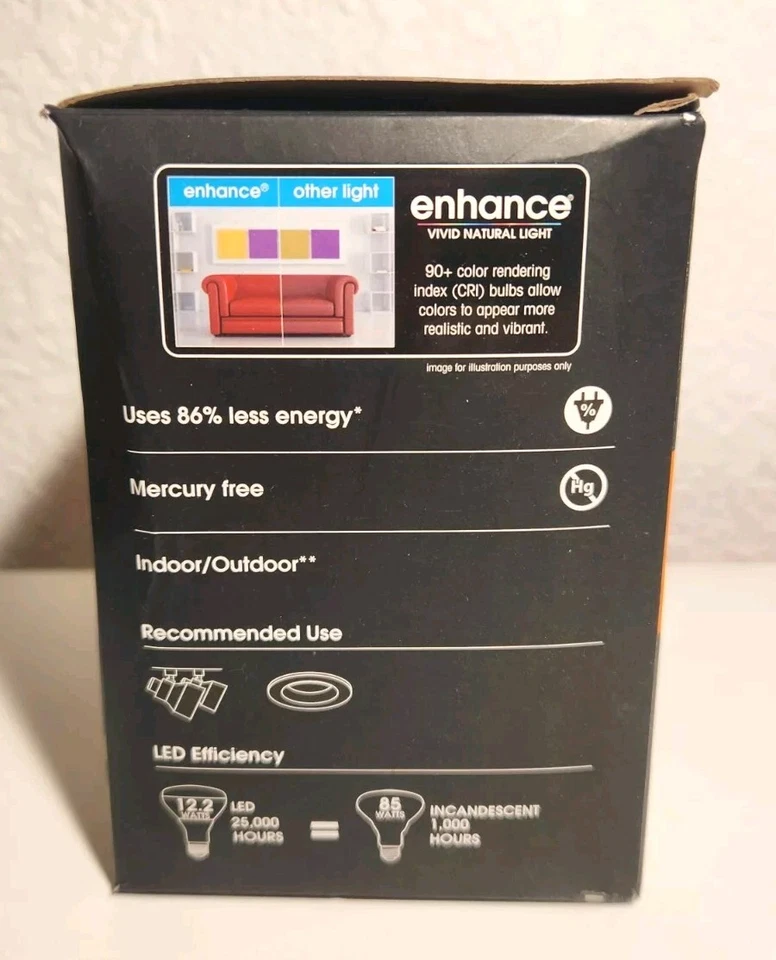 enhance® other light
enhance®
VIVID NATURAL LIGHT
90+ color rendering
index (CRI) bulbs allow
colors to appear more
realistic and vibrant.
image for illustration purposes only
Uses 86% less energy*
%
Mercury free
Hg
Indoor/Outdoor**
Recommended Use
LED Efficiency
12.2
WATTS
LED
25,000
HOURS
=
85
WATTS
INCANDESCENT
1,000
HOURS